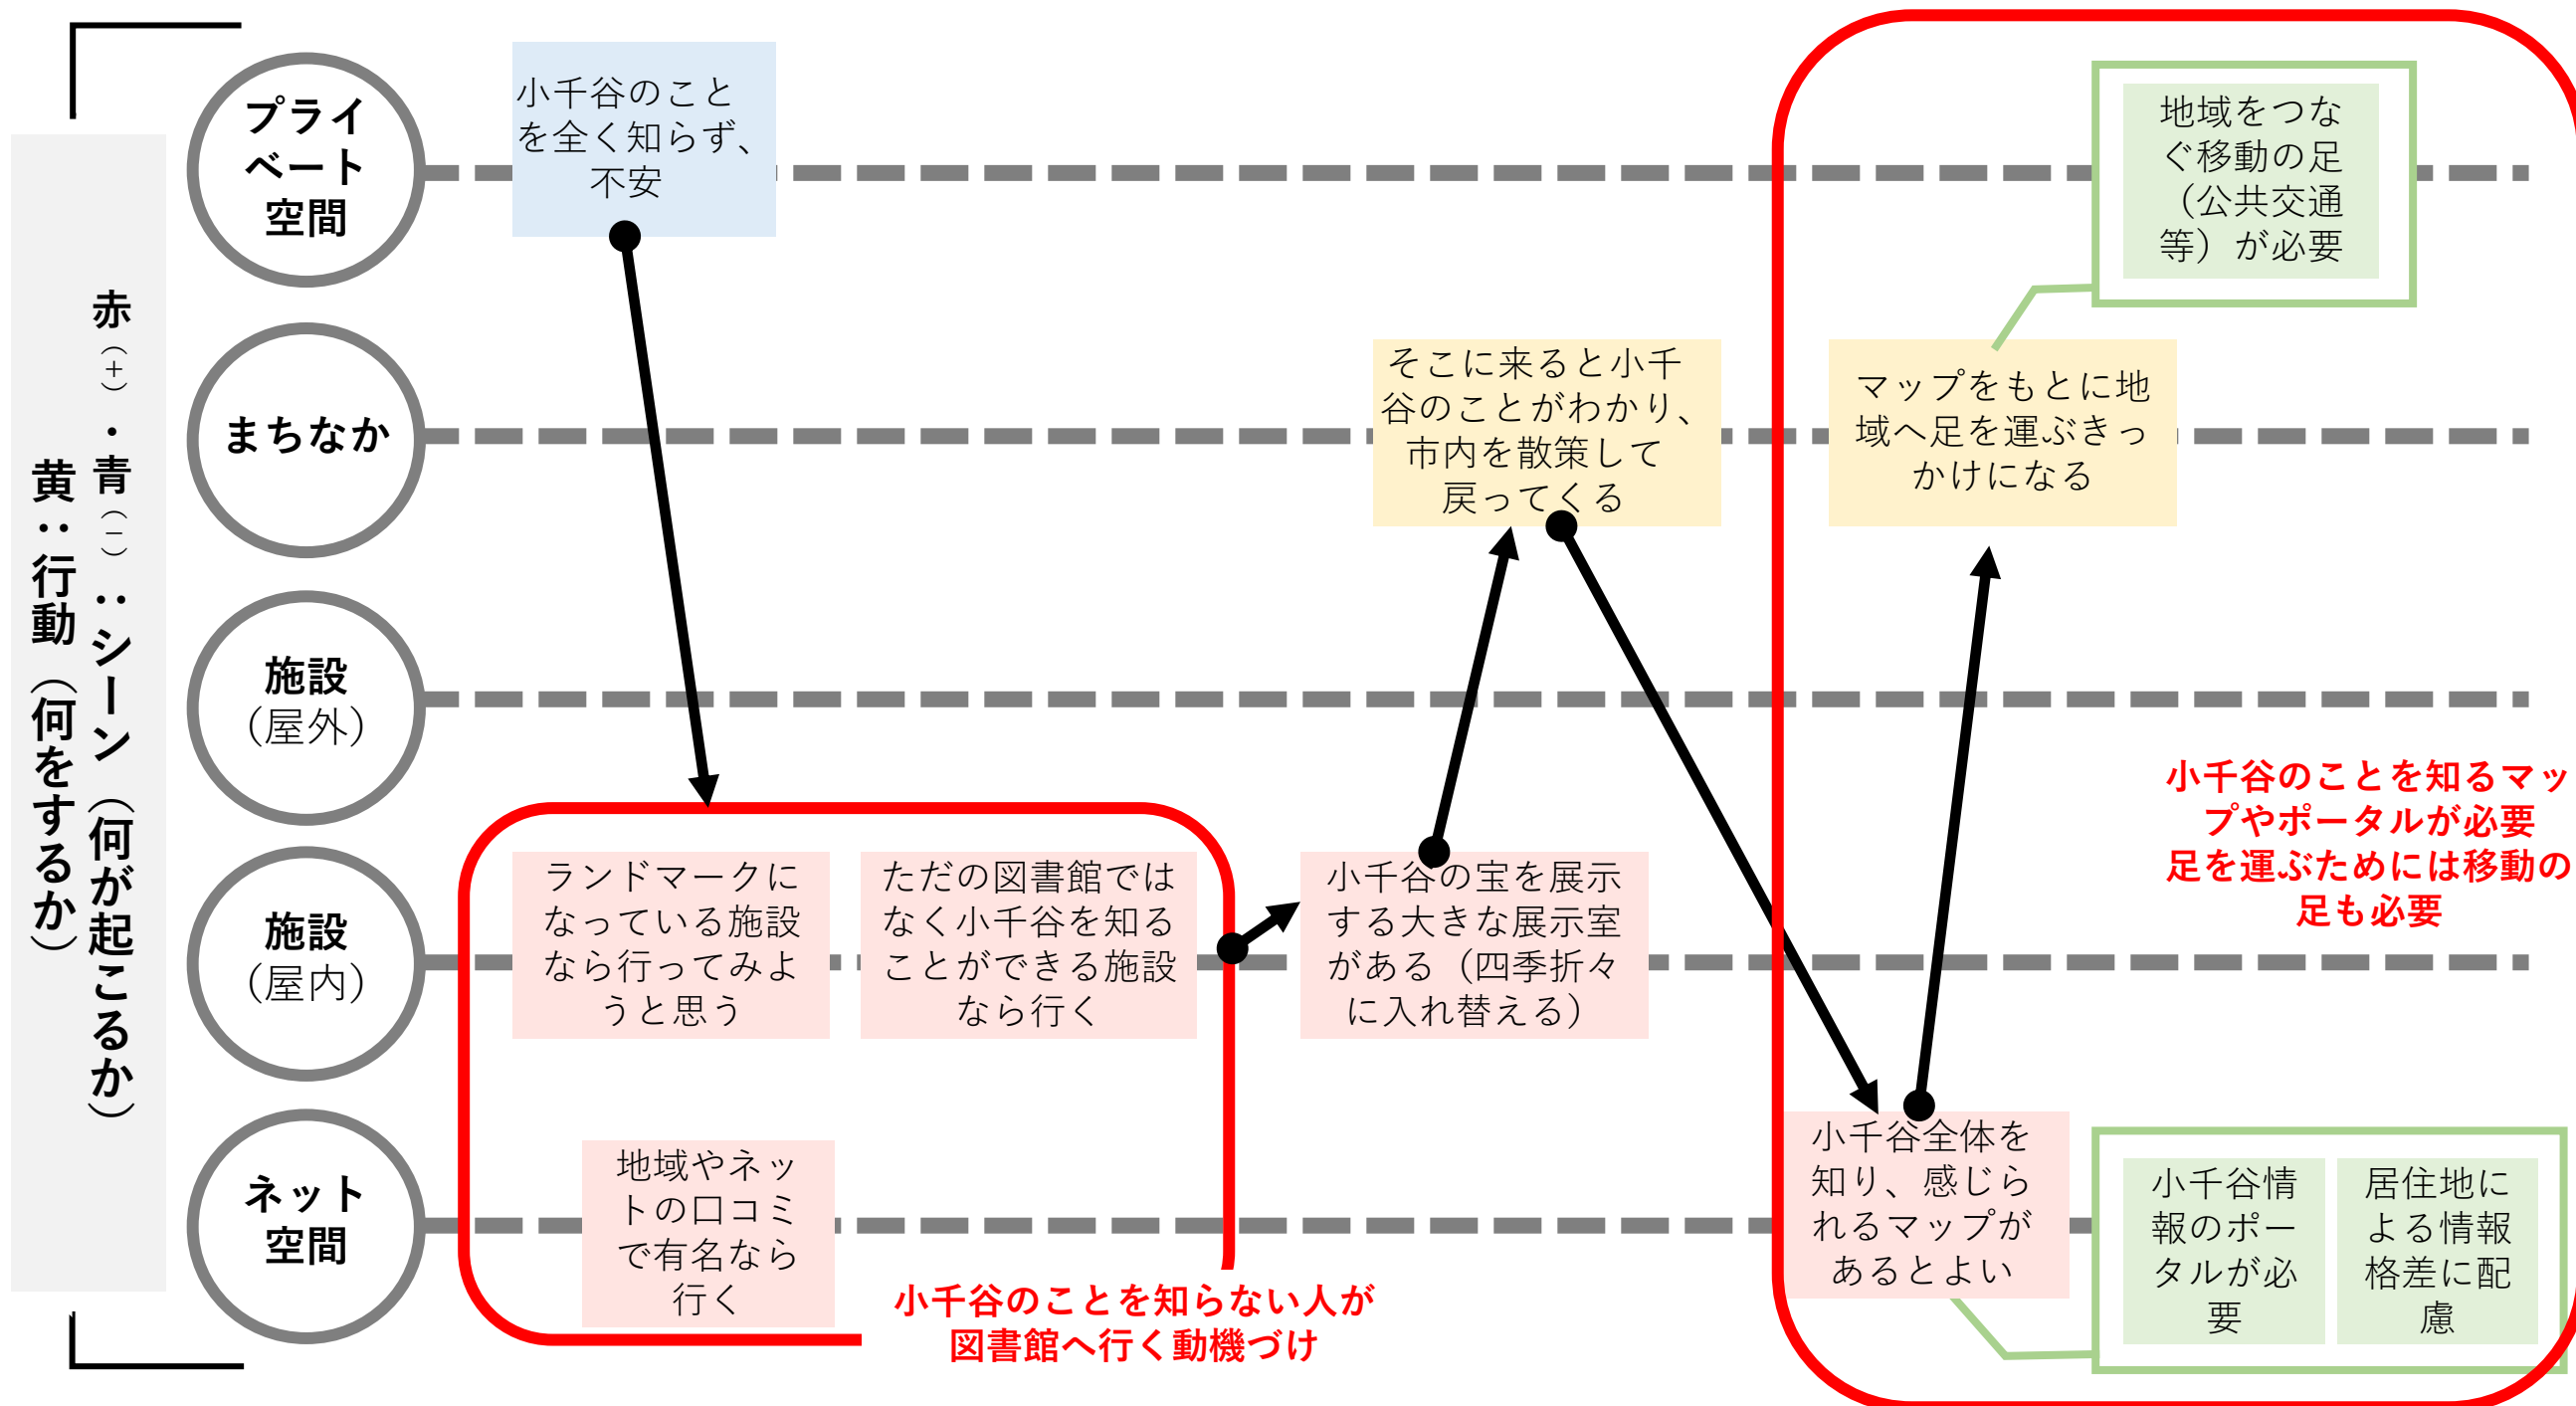 赤（+）・青（−）：シーン（何が起こるか）
黄：行動（何をするか）
プライ
ベート
空間
小千谷のこと
を全く知らず、
不安
地域をつな
ぐ移動の足
（公共交通
等）が必要
まちなか
そこに来ると小千
谷のことがわかり、
市内を散策して
戻ってくる
マップをもとに地
域へ足を運ぶきっ
かけになる
施設
（屋外）
小千谷のことを知るマッ
プやポータルが必要
足を運ぶためには移動の
足も必要
施設
（屋内）
ランドマークに
なっている施設
なら行ってみよ
うと思う
ただの図書館では
なく小千谷を知る
ことができる施設
なら行く
小千谷の宝を展示
する大きな展示室
がある（四季折々
に入れ替える）
ネット
空間
地域やネッ
トの口コミ
で有名なら
行く
小千谷のことを知らない人が
図書館へ行く動機づけ
小千谷全体を
知り、感じら
れるマップが
あるとよい
小千谷情
報のポー
タルが必
要
居住地に
よる情報
格差に配
慮